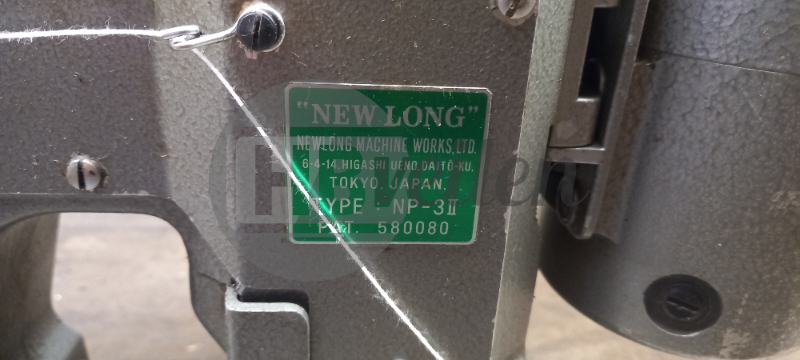 "NEW LONG"
NEWLONG MACHINE WORKS, LTD.
6-4-14, HIGASHI UENO, DAITO-KU,
TOKYO, JAPAN.
TYPE NP-3II
PAT. 580080